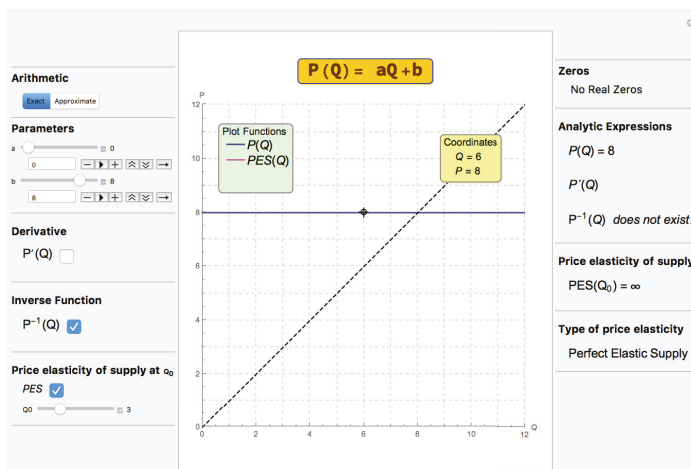 P(Q) = aQ+b
Arithmetic
Exact Approximate
Parameters
a 0
0
b 8
8
Derivative
P′(Q)
Inverse Function
P⁻¹(Q)
Price elasticity of supply at Q₀
PES
Q0 3
P
12
10
8
6
4
2
0
0 2 4 6 8 10 12 Q
Plot Functions
P(Q)
PES(Q)
Coordinates
Q = 6
P ≃ 8
Zeros
No Real Zeros
Analytic Expressions
P(Q) = 8
P′(Q)
P⁻¹(Q) does not exist.
Price elasticity of supply
PES(Q₀) = ∞
Type of price elasticity
Perfect Elastic Supply